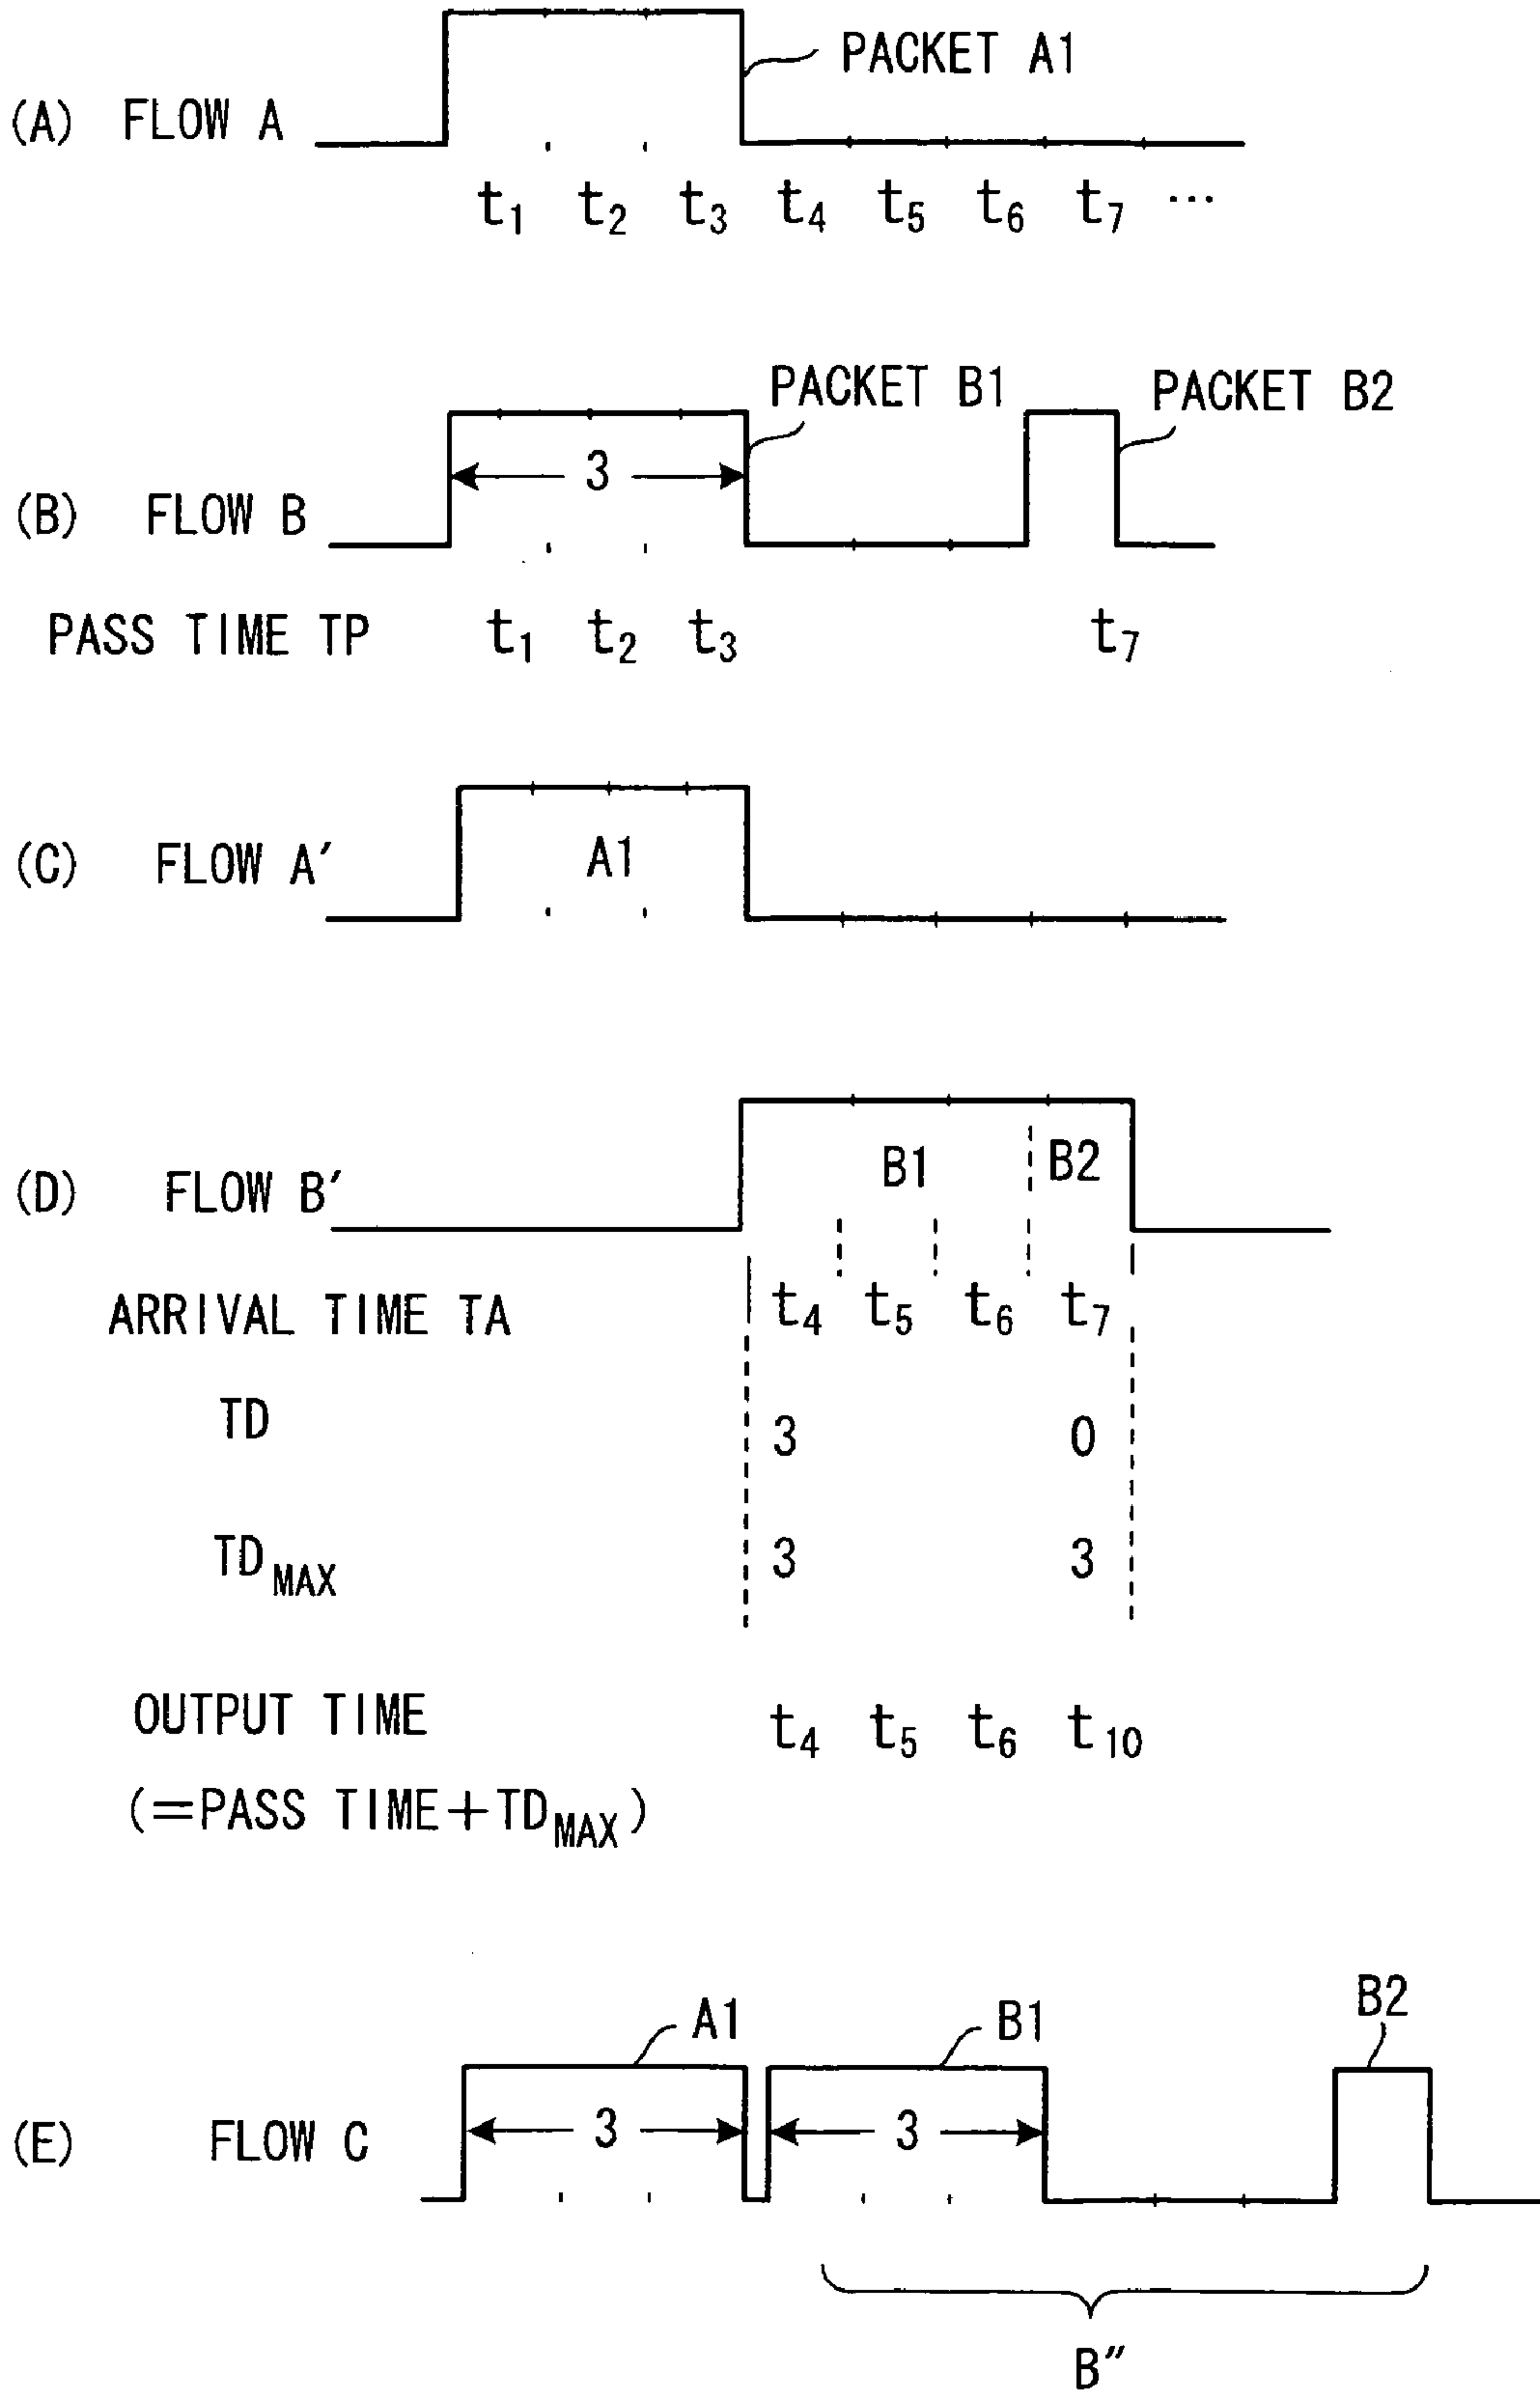 PACKET A1
(A) FLOW A
t₁ t₂ t₃ t₄ t₅ t₆ t₇ ...
PACKET B1 PACKET B2
3
(B) FLOW B
PASS TIME TP t₁ t₂ t₃ t₇
(C) FLOW A′ A1
(D) FLOW B′ B1 B2
ARRIVAL TIME TA t₄ t₅ t₆ t₇
TD 3 0
TD_MAX 3 3
OUTPUT TIME t₄ t₅ t₆ t₁₀
(=PASS TIME+TD_MAX)
A1 B1 B2
(E) FLOW C 3 3
B″